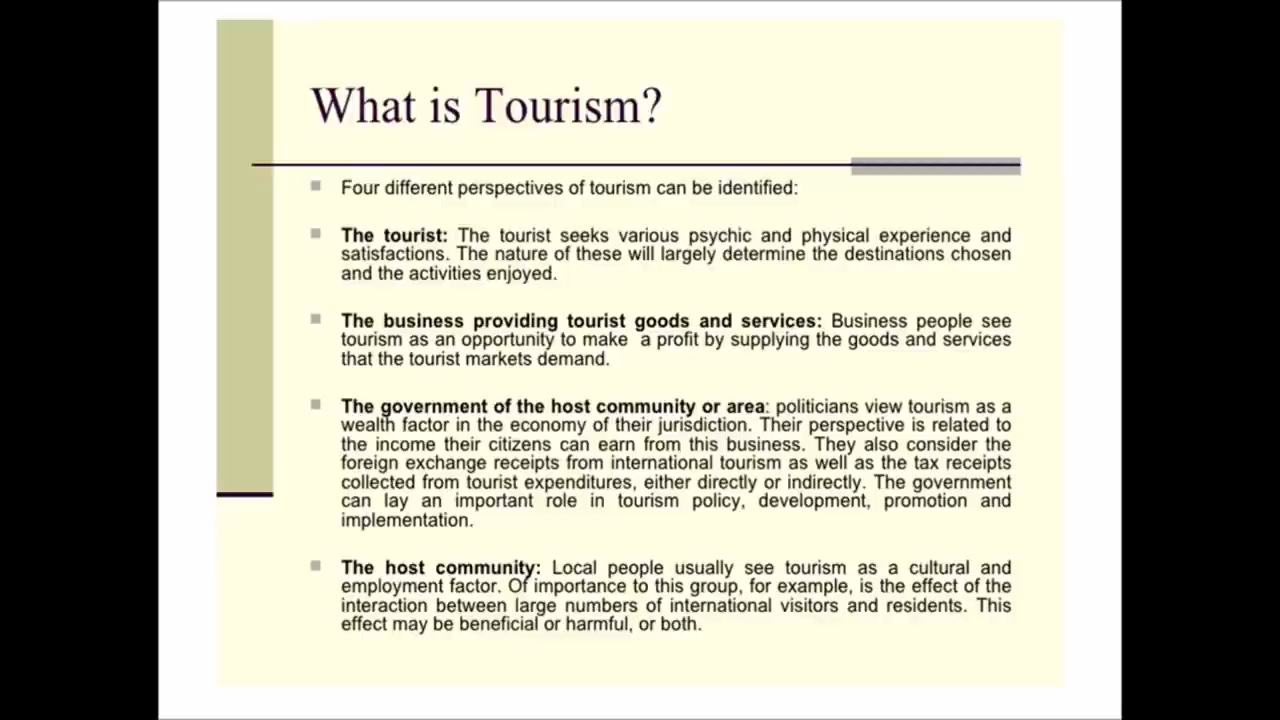 What is Tourism?
Four different perspectives of tourism can be identified:
The tourist: The tourist seeks various psychic and physical experience and
satisfactions. The nature of these will largely determine the destinations chosen
and the activities enjoyed.
The business providing tourist goods and services: Business people see
tourism as an opportunity to make  a profit by supplying the goods and services
that the tourist markets demand.
The government of the host community or area: politicians view tourism as a
wealth factor in the economy of their jurisdiction. Their perspective is related to
the income their citizens can earn from this business. They also consider the
foreign exchange receipts from international tourism as well as the tax receipts
collected from tourist expenditures, either directly or indirectly. The government
can lay an important role in tourism policy, development, promotion and
implementation.
The host community: Local people usually see tourism as a cultural and
employment factor. Of importance to this group, for example, is the effect of the
interaction between large numbers of international visitors and residents. This
effect may be beneficial or harmful, or both.